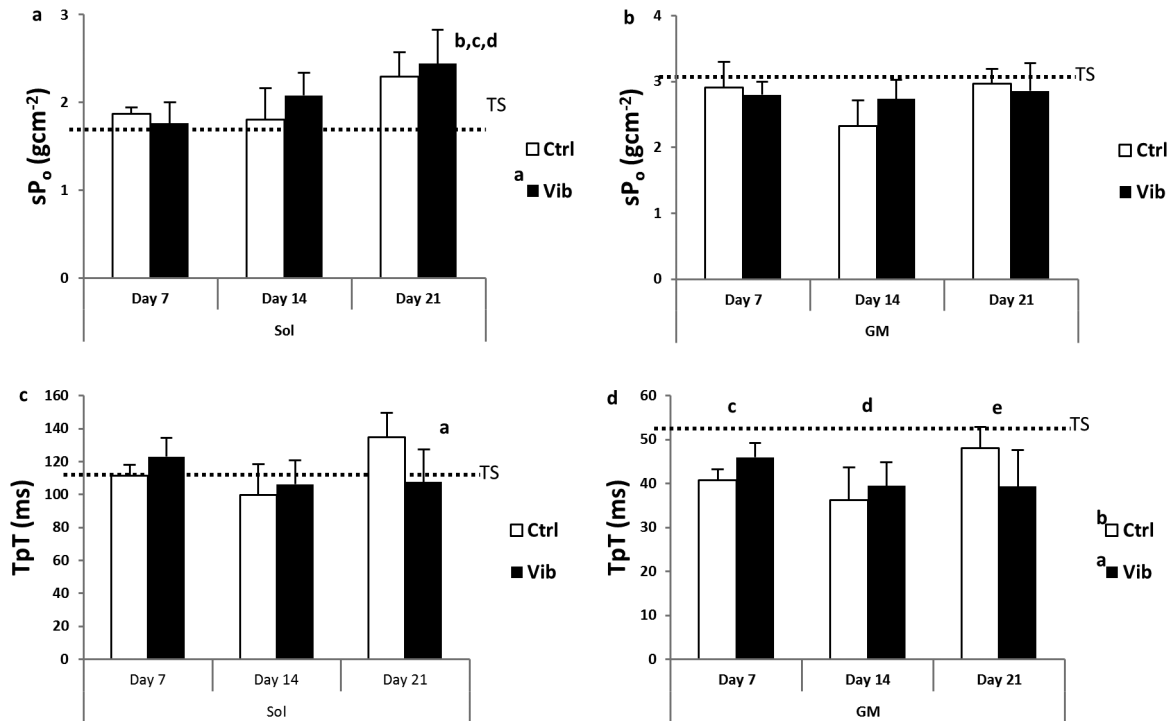 a
sPo (gcm-2)
3
2
1
0
b,c,d
TS
Ctrl
a Vib
Day 7 Day 14 Day 21
Sol
b
sPo (gcm-2)
4
3
2
1
0
TS
Ctrl
Vib
Day 7 Day 14 Day 21
GM
c
TpT (ms)
160
140
120
100
80
60
40
20
0
a
TS
Ctrl
Vib
Day 7 Day 14 Day 21
Sol
d
TpT (ms)
60
50
40
30
20
10
0
c d e
TS
b Ctrl
a Vib
Day 7 Day 14 Day 21
GM